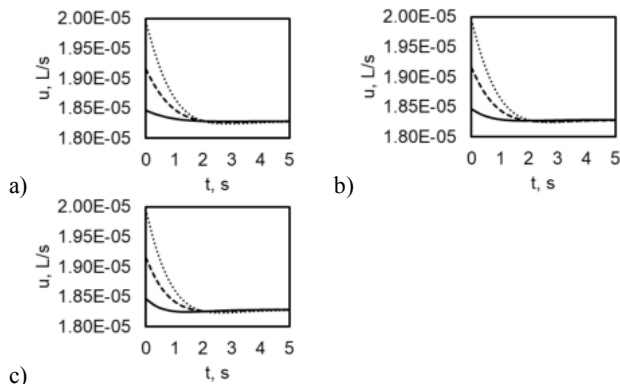 2.00E-05
1.95E-05
1.90E-05
1.85E-05
1.80E-05
u, L/s
0 1 2 3 4 5
t, s
a)
2.00E-05
1.95E-05
1.90E-05
1.85E-05
1.80E-05
u, L/s
0 1 2 3 4 5
t, s
b)
2.00E-05
1.95E-05
1.90E-05
1.85E-05
1.80E-05
u, L/s
0 1 2 3 4 5
t, s
c)